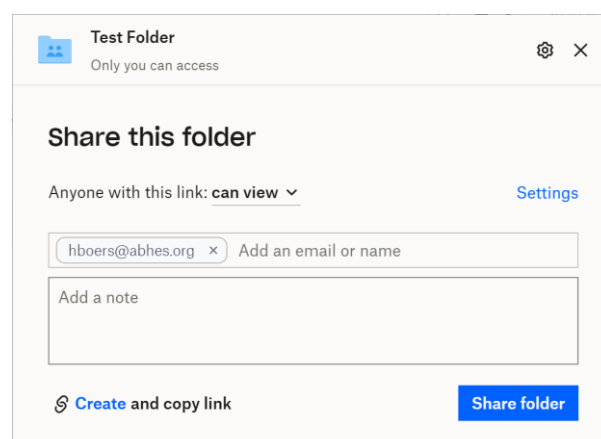 Test Folder
Only you can access
Share this folder
Anyone with this link: can view
Settings
hboers@abhes.org × Add an email or name
Add a note
Create and copy link
Share folder